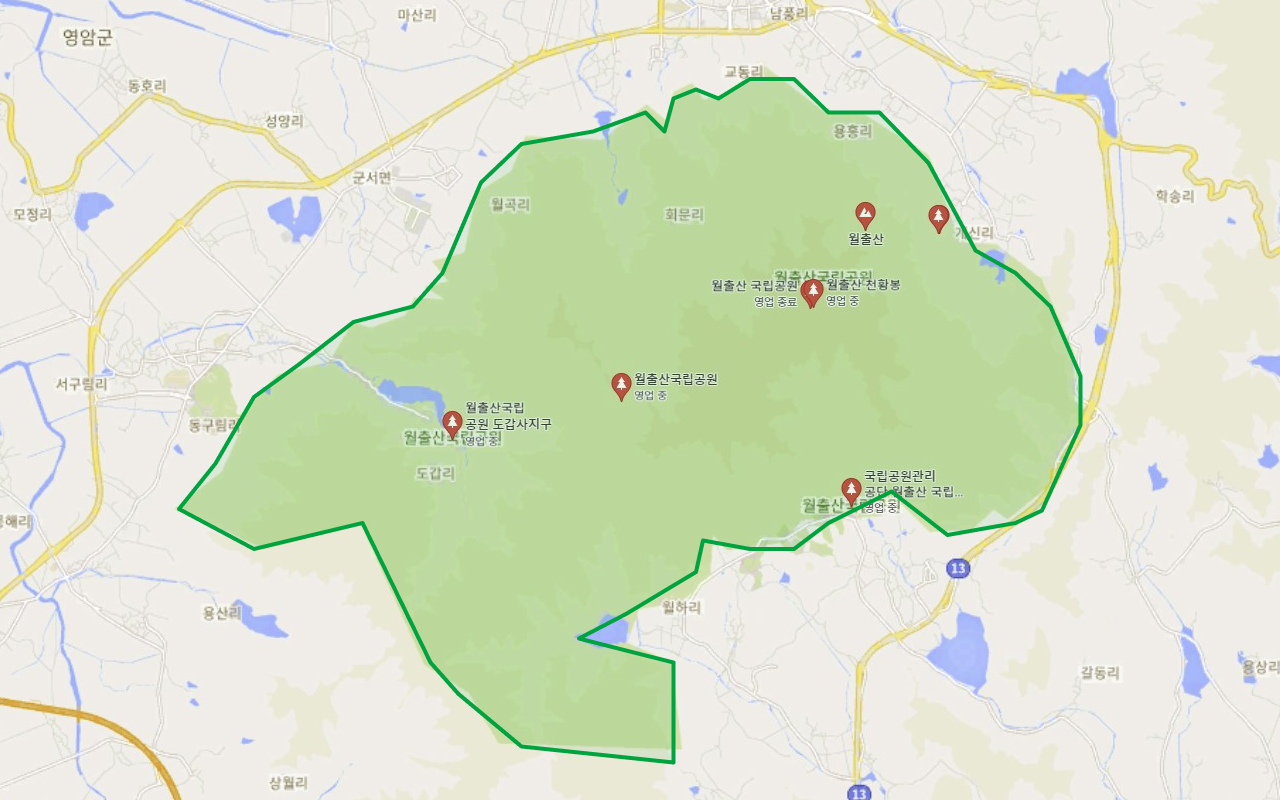 마산리
남풍리
영암군
교동리
동호리
성양리
용흥리
군서면
학송리
월곡리
회문리
모정리
월출산
개신리
월출산국립공원
월출산 국립공원
영업 종료
월출산 천황봉
영업 중
월출산국립공원
영업 중
서구림리
동구림리
월출산국립
공원 도갑사지구
영업 중
월출산국립공원
도갑리
국립공원관리
공단 월출산 국립...
영업 중
월출산국립공원
해리
13
용산리
월하리
갈동리
용상리
상월리
13